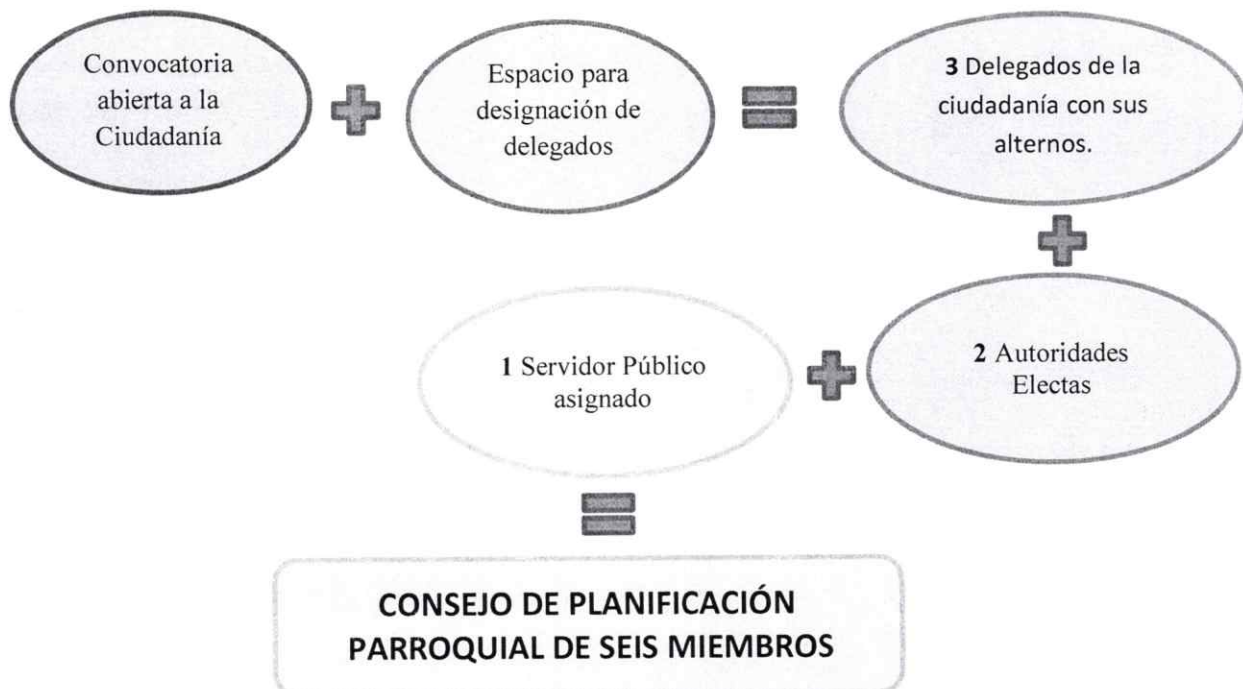 Convocatoria
abierta a la
Ciudadanía
Espacio para
designación de
delegados
3 Delegados de la
ciudadanía con sus
alternos.
2 Autoridades
Electas
1 Servidor Público
asignado
CONSEJO DE PLANIFICACIÓN
PARROQUIAL DE SEIS MIEMBROS